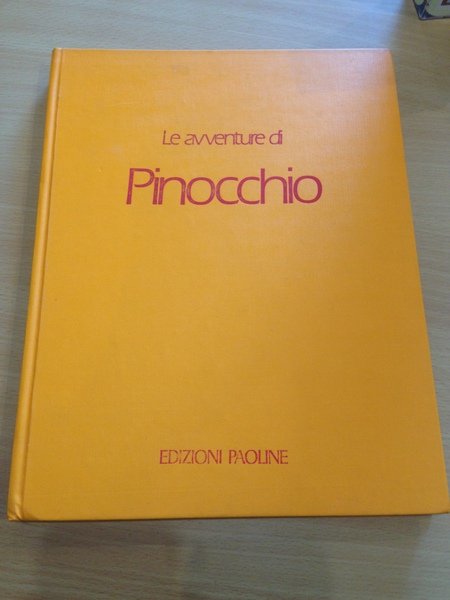 Le avventure di
Pinocchio
EDIZIONI PAOLINE